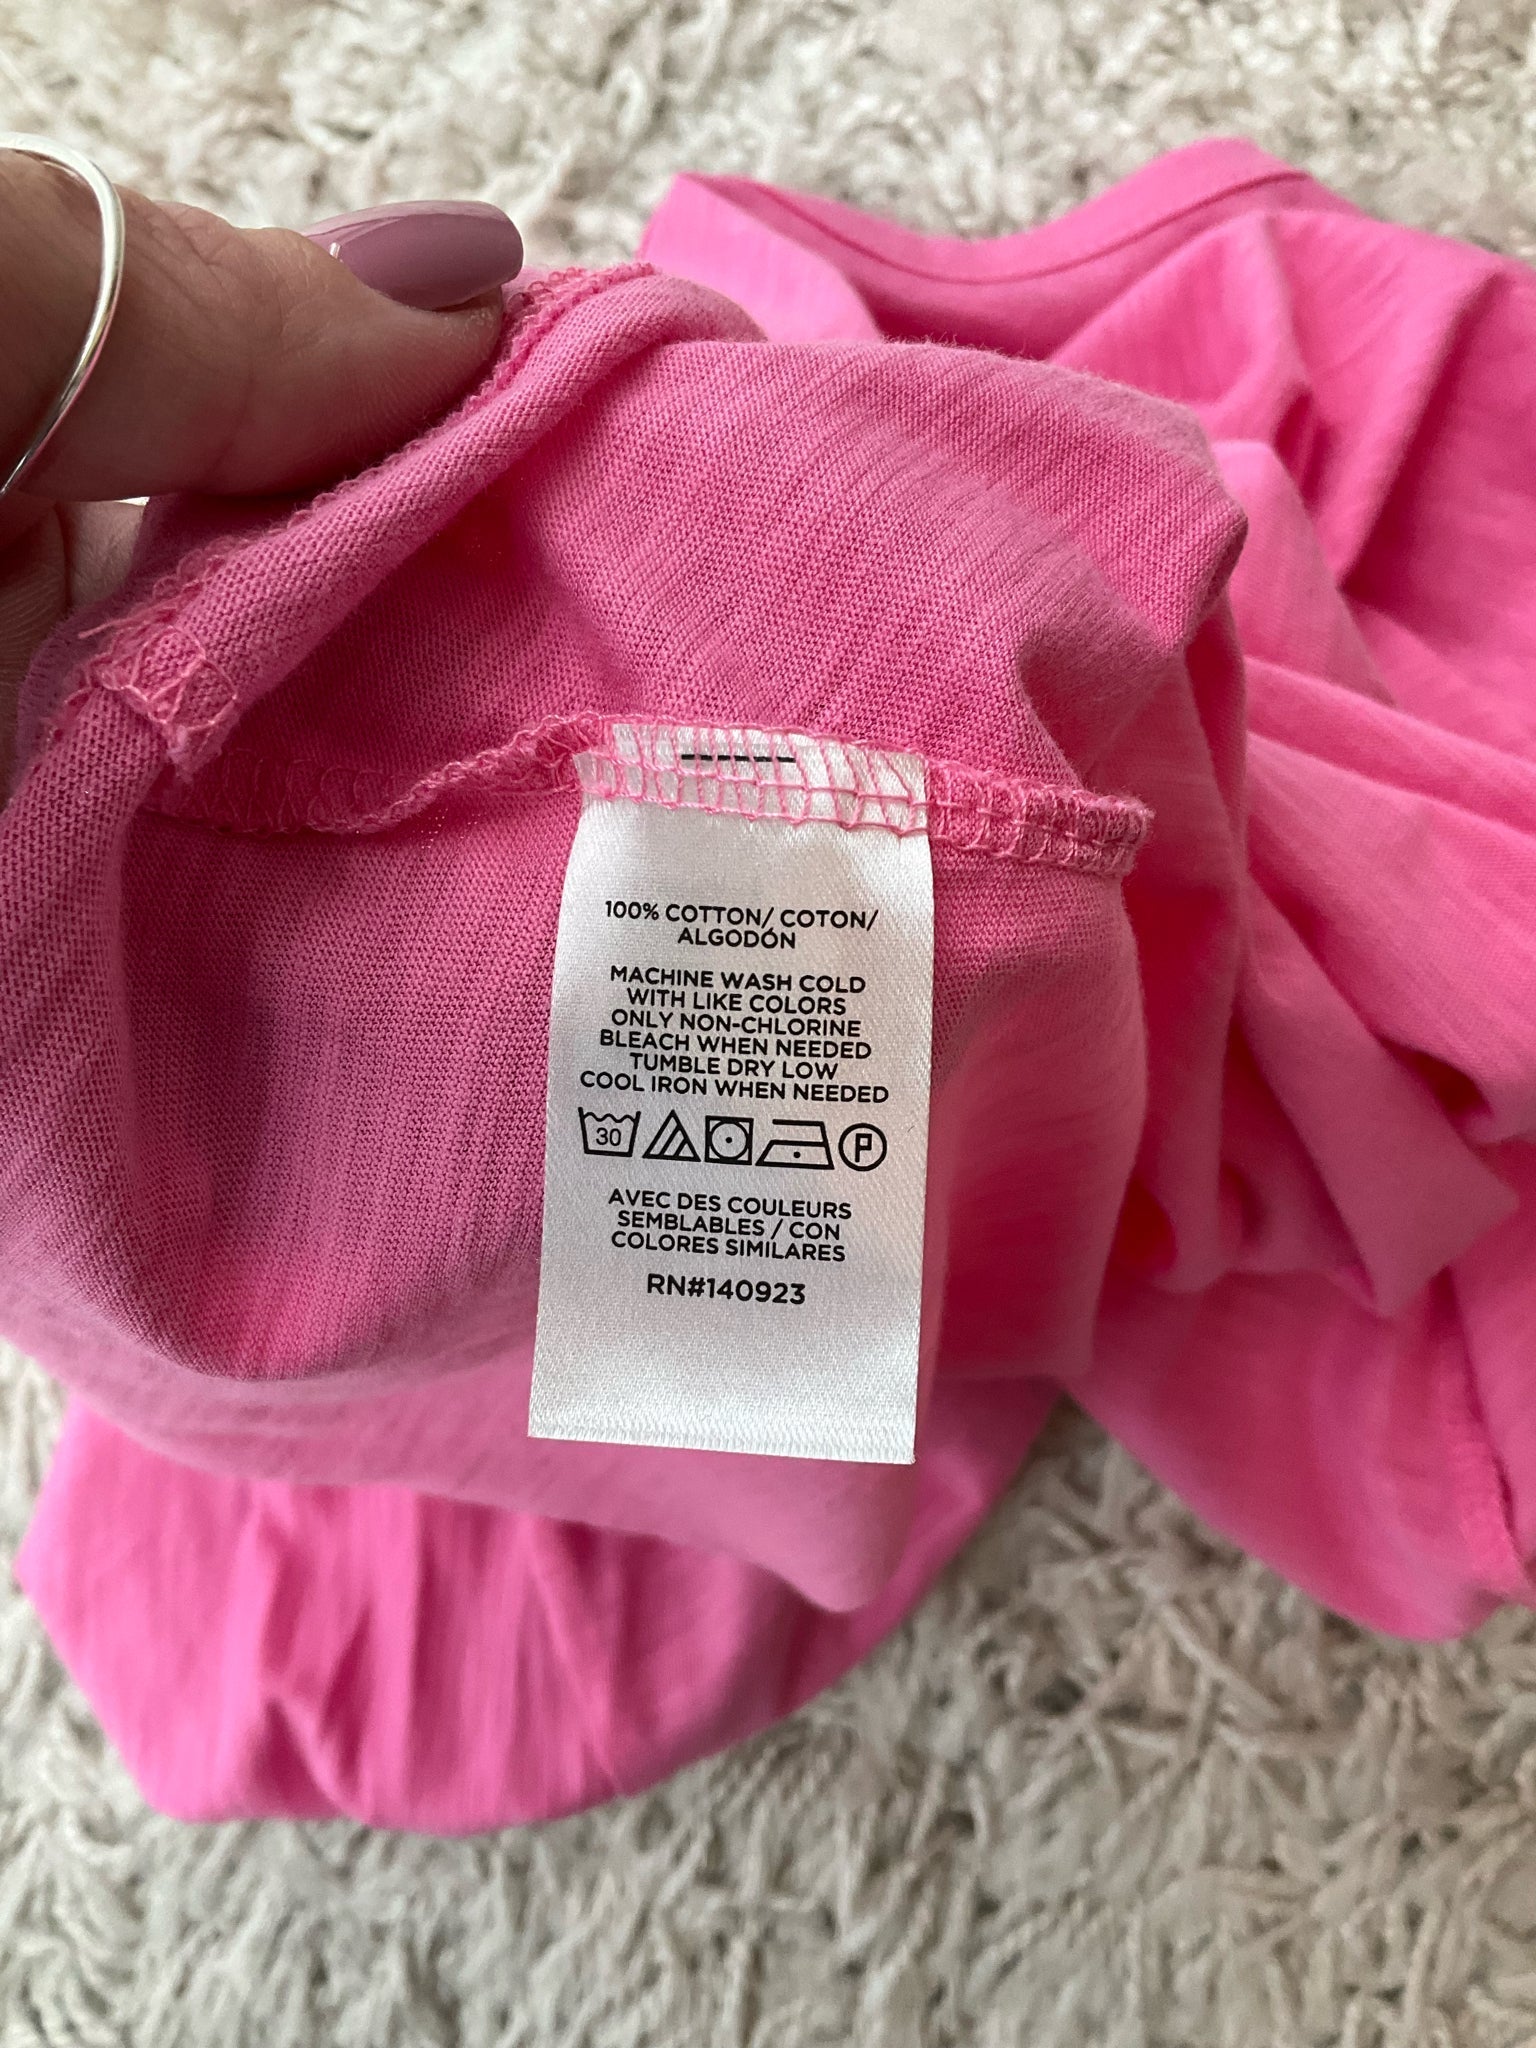 100% COTTON/ COTON/
ALGODÓN
MACHINE WASH COLD
WITH LIKE COLORS
ONLY NON-CHLORINE
BLEACH WHEN NEEDED
TUMBLE DRY LOW
COOL IRON WHEN NEEDED
30 P
AVEC DES COULEURS
SEMBLABLES / CON
COLORES SIMILARES
RN#140923